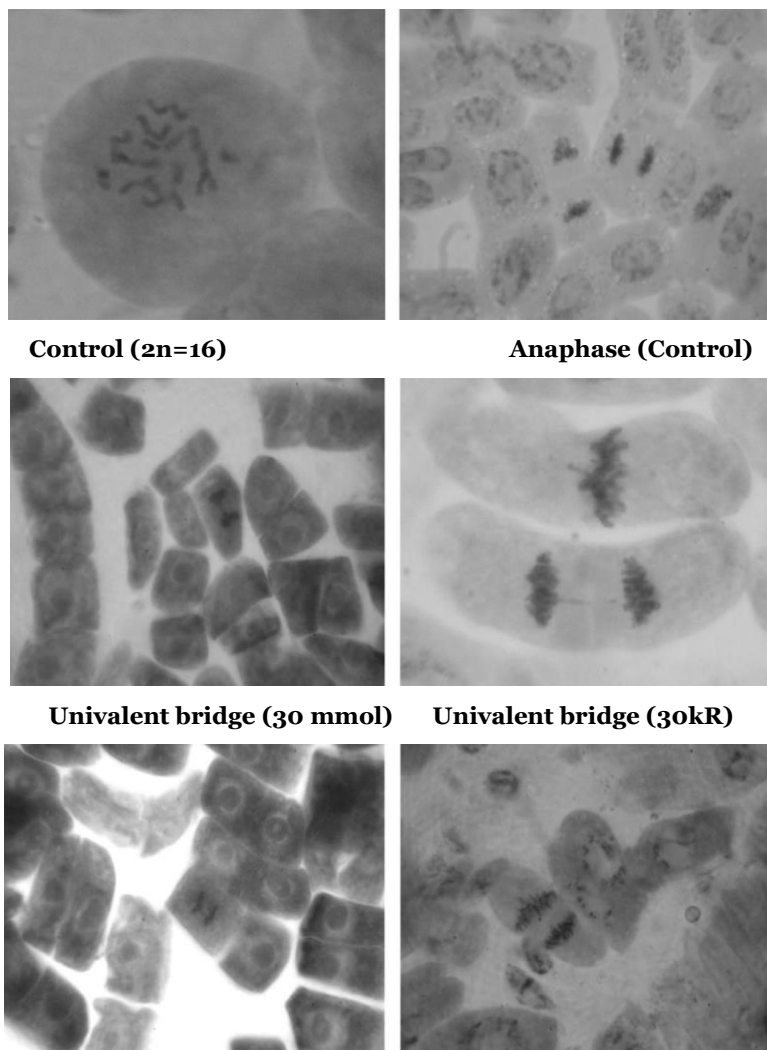 Control (2n=16) Anaphase (Control)
Univalent bridge (30 mmol) Univalent bridge (30kR)